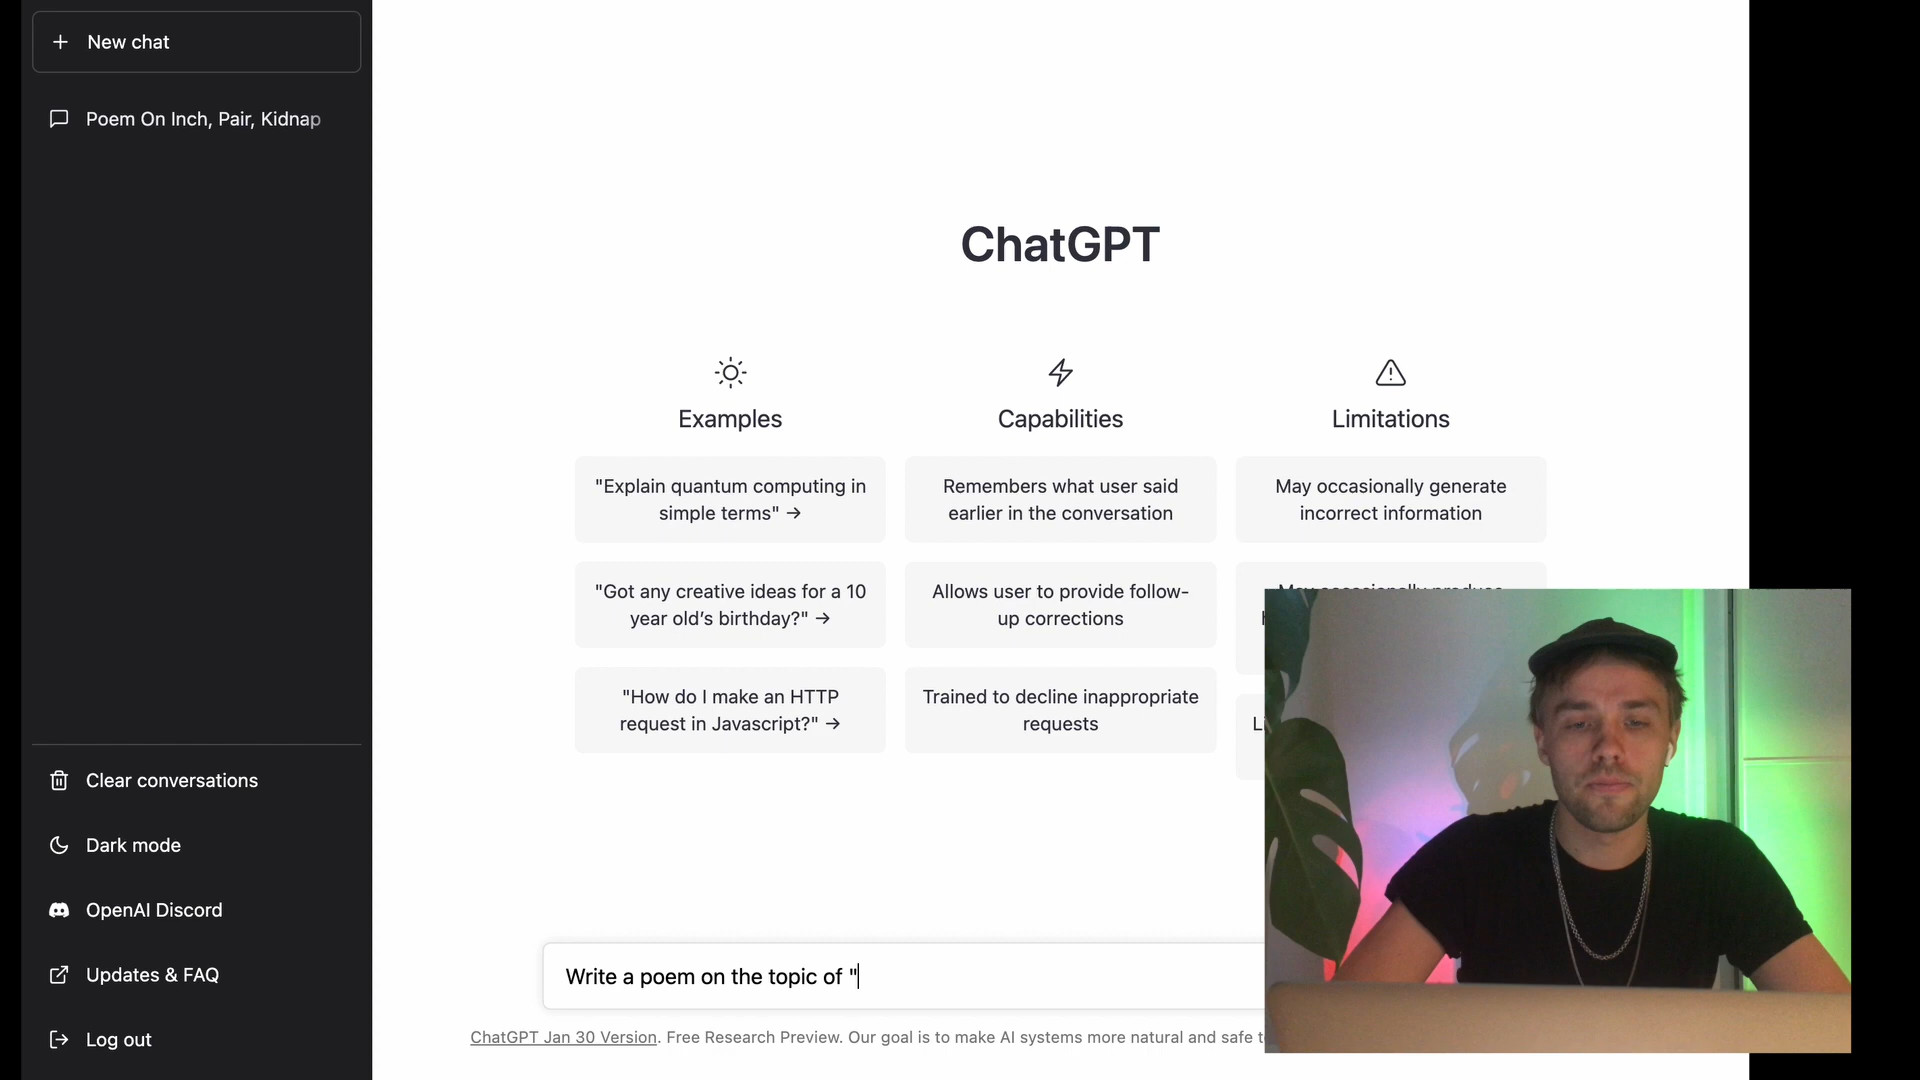 New chat
Poem On Inch, Pair, Kidnap
Clear conversations
Dark mode
OpenAI Discord
Updates & FAQ
Log out
ChatGPT
Examples
"Explain quantum computing in
simple terms" →
"Got any creative ideas for a 10
year old’s birthday?" →
"How do I make an HTTP
request in Javascript?" →
Capabilities
Remembers what user said
earlier in the conversation
Allows user to provide follow-
up corrections
Trained to decline inappropriate
requests
Limitations
May occasionally generate
incorrect information
May occasionally produce
Write a poem on the topic of "
ChatGPT Jan 30 Version. Free Research Preview. Our goal is to make AI systems more natural and safe